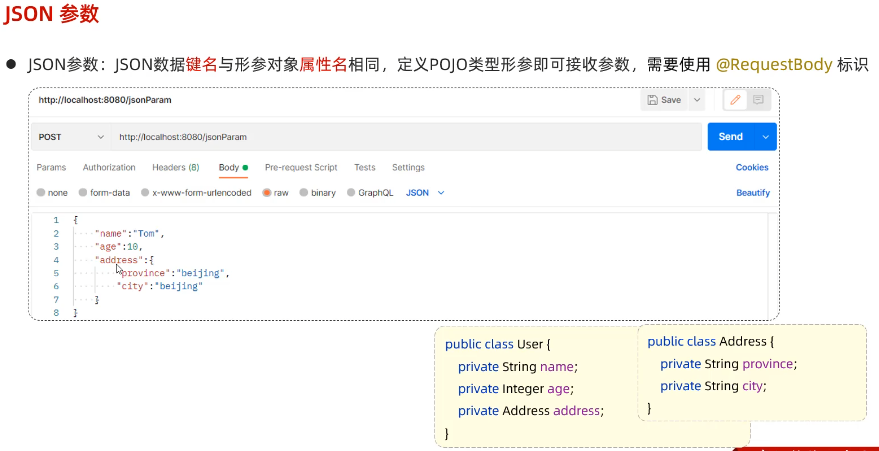 JSON 参数
● JSON参数：JSON数据键名与形参对象属性名相同，定义POJO类型形参即可接收参数，需要使用 @RequestBody 标识
http://localhost:8080/jsonParam
Save
POST http://localhost:8080/jsonParam Send
Params Authorization Headers (8) Body Pre-request Script Tests Settings Cookies
none form-data x-www-form-urlencoded raw binary GraphQL JSON Beautify
1 {
2 "name":"Tom",
3 "age":10,
4 "address":{
5 "province":"beijing",
6 "city":"beijing"
7 }
8 }
public class User {
private String name;
private Integer age;
private Address address;
}
public class Address {
private String province;
private String city;
}